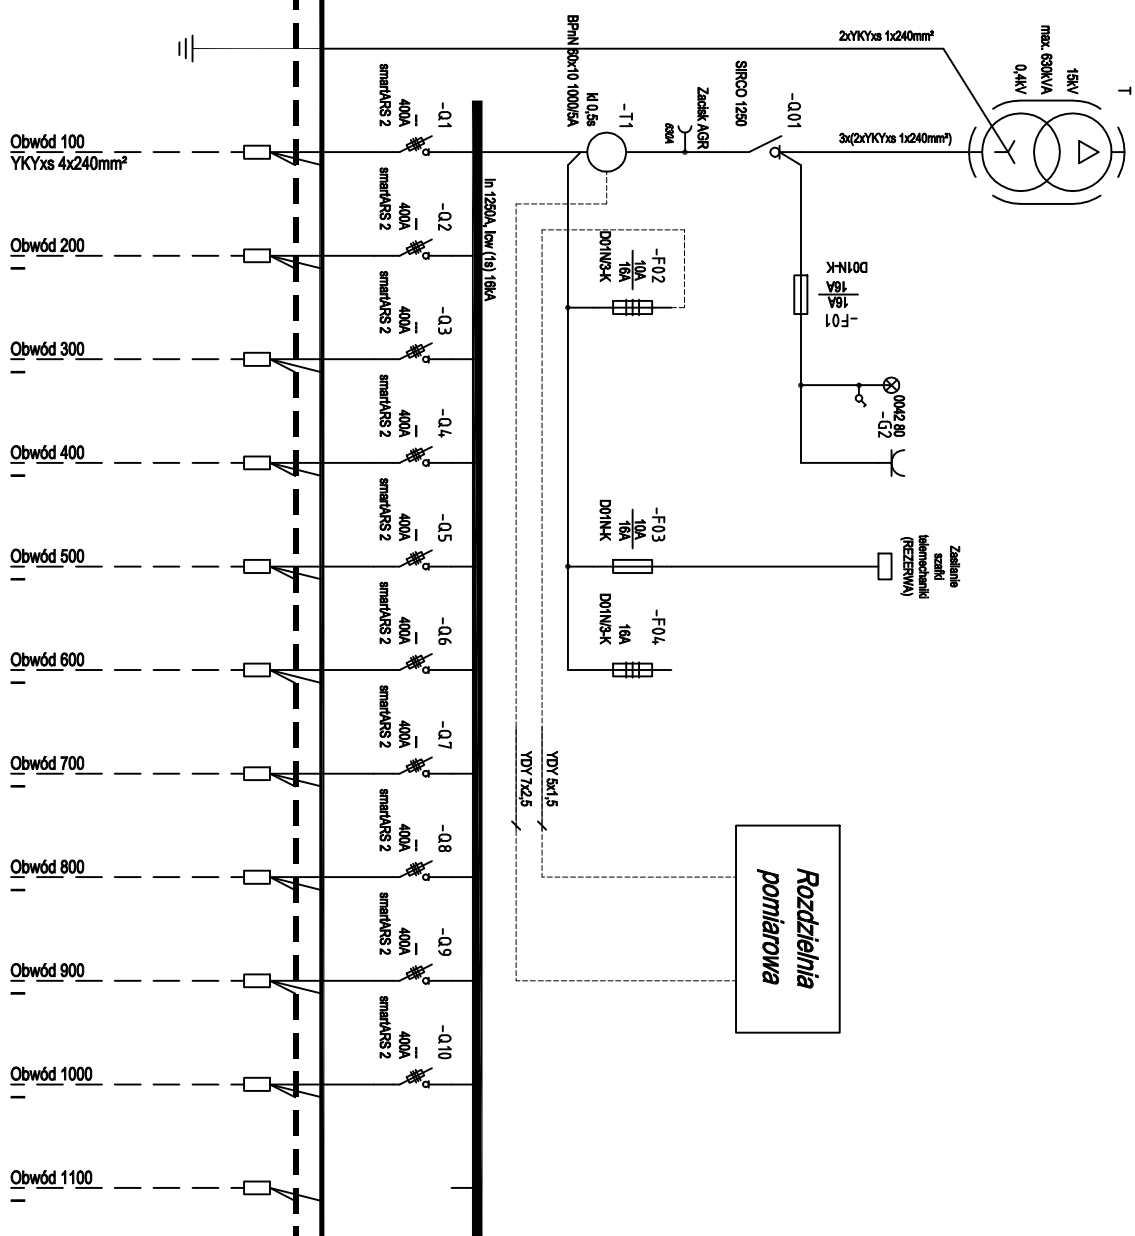 T
15kV
max. 630kVA
0,4kV
2xYKYxs 1x240mm²
3x(2xYKYxs 1x240mm²)
-Q01
SIRCO 1250
Zacisk AGR
630A
-T1
kl 0,5s
BPmN 60x10 1000/5A
In 1250A, Icw (1s) 16kA
-F01
16A
16A
D01N-K
0042 80
-G2
-F02
10A
16A
D01N/3-K
-F03
10A
16A
D01N-K
-F04
16A
D01N/3-K
Zasilanie
szafki
telemechaniki
(REZERWA)
YDY 5x1,5
YDY 7x2,5
Rozdzielnia
pomiarowa
-Q1
---
400A
smartARS 2
-Q2
---
400A
smartARS 2
-Q3
---
400A
smartARS 2
-Q4
---
400A
smartARS 2
-Q5
---
400A
smartARS 2
-Q6
---
400A
smartARS 2
-Q7
---
400A
smartARS 2
-Q8
---
400A
smartARS 2
-Q9
---
400A
smartARS 2
-Q10
---
400A
smartARS 2
Obwód 100
YKYxs 4x240mm²
Obwód 200
---
Obwód 300
---
Obwód 400
---
Obwód 500
---
Obwód 600
---
Obwód 700
---
Obwód 800
---
Obwód 900
---
Obwód 1000
---
Obwód 1100
---